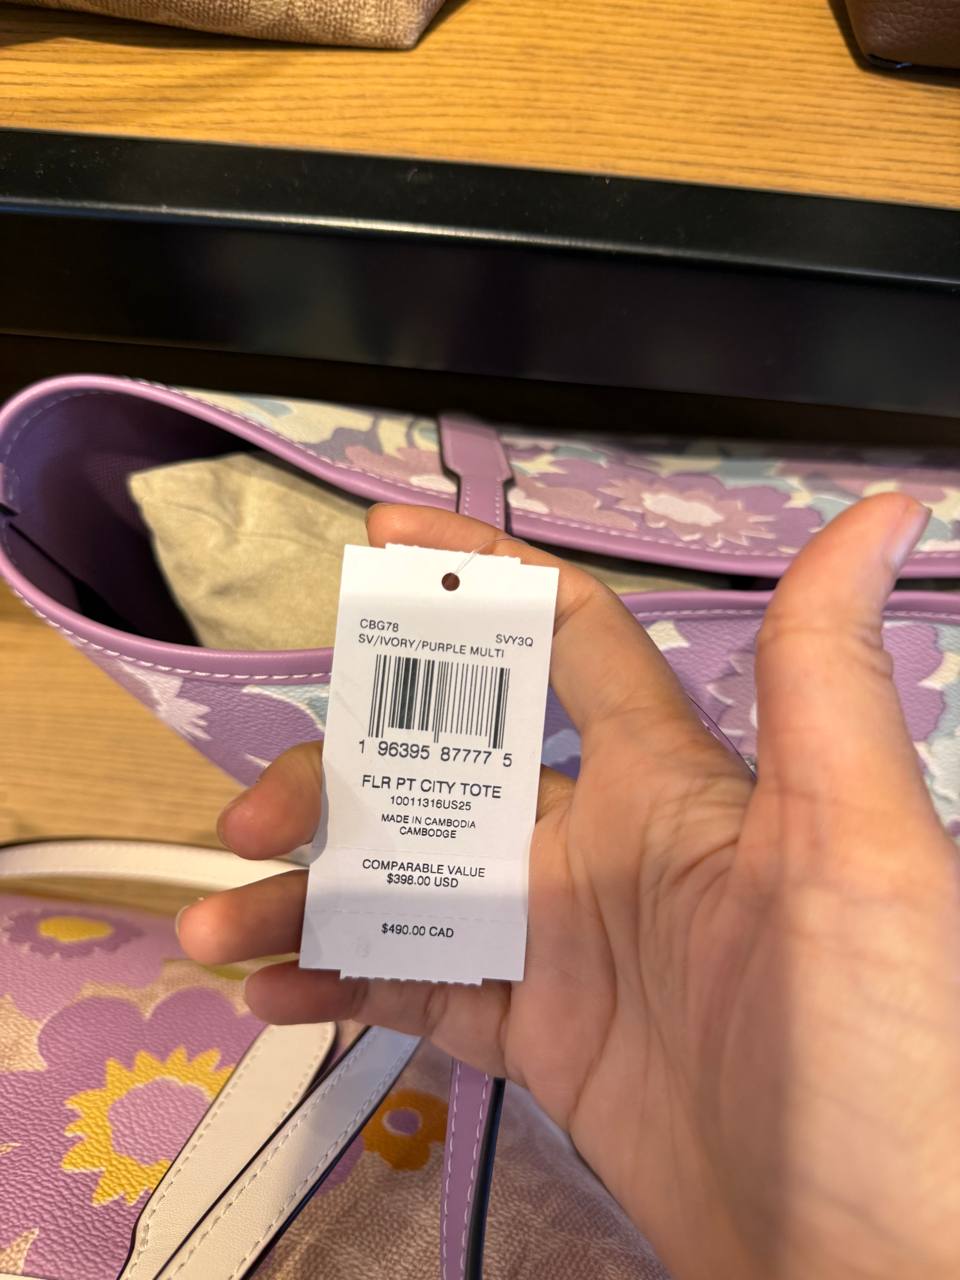 CBG78 SVY3Q
SV/IVORY/PURPLE MULTI
1 96395 87777 5
FLR PT CITY TOTE
10011316US25
MADE IN CAMBODIA
CAMBODGE
COMPARABLE VALUE
$398.00 USD
$490.00 CAD